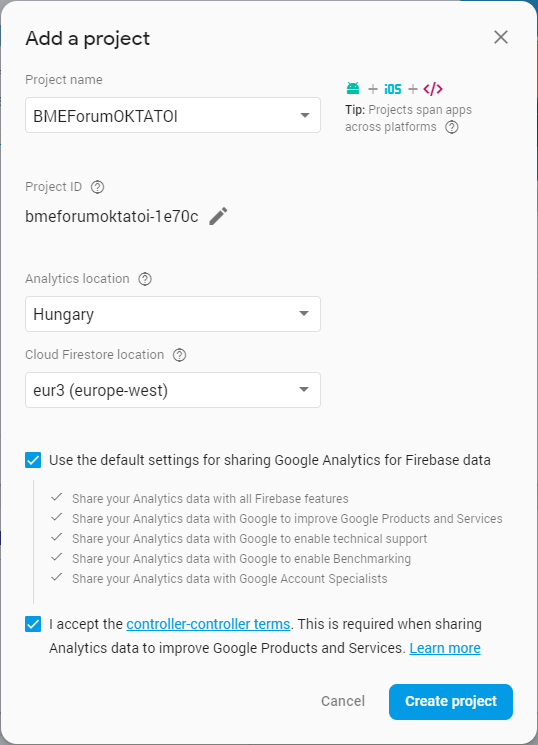 Add a project
Project name
BMEForumOKTATOI
+ iOS + </>
Tip: Projects span apps
across platforms
Project ID
bmeforumoktatoi-1e70c
Analytics location
Hungary
Cloud Firestore location
eur3 (europe-west)
Use the default settings for sharing Google Analytics for Firebase data
Share your Analytics data with all Firebase features
Share your Analytics data with Google to improve Google Products and Services
Share your Analytics data with Google to enable technical support
Share your Analytics data with Google to enable Benchmarking
Share your Analytics data with Google Account Specialists
I accept the controller-controller terms. This is required when sharing
Analytics data to improve Google Products and Services. Learn more
Cancel
Create project